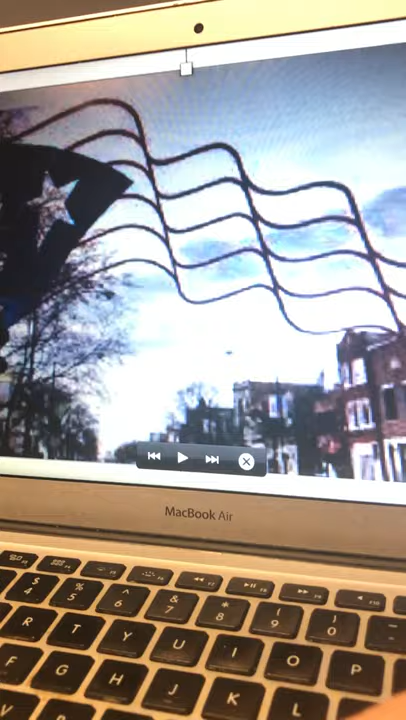 MacBook Air
$ % ^ & * ( )
4 5 6 7 8 9 0
R T Y U I O P
F G H J K L
V B